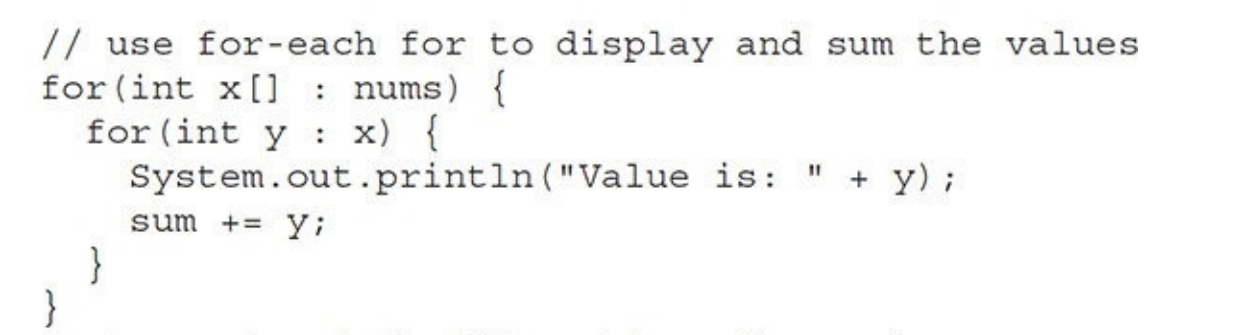 // use for-each for to display and sum the values
for(int x[] : nums) {
  for(int y : x) {
    System.out.println("Value is: " + y);
    sum += y;
  }
}